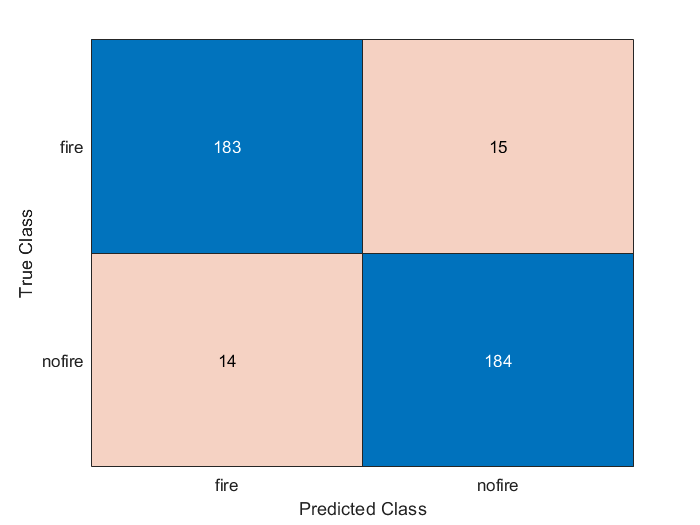 True Class
fire
183
15
nofire
14
184
fire
nofire
Predicted Class